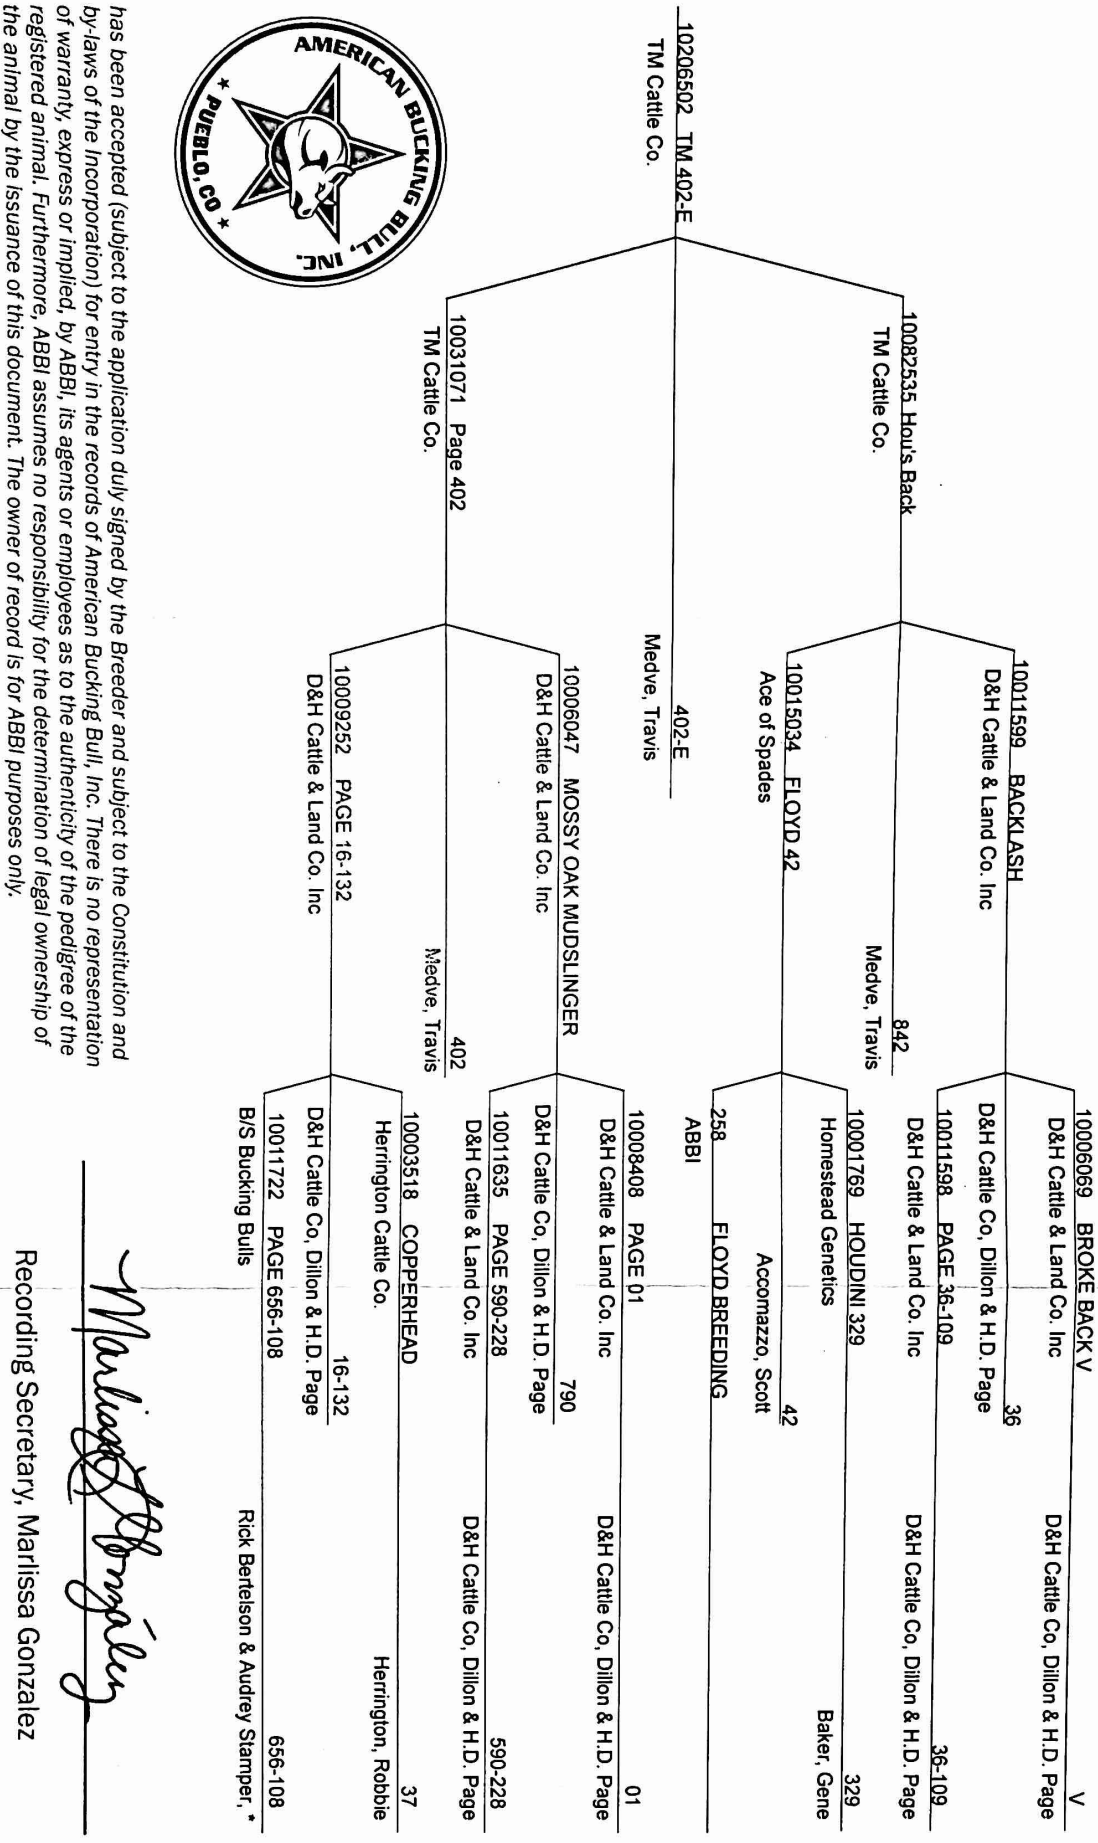 10206502 TM 402-E
402-E
TM Cattle Co.
Medve, Travis
10082535 Hou's Back
842
TM Cattle Co.
Medve, Travis
10031071 Page 402
402
TM Cattle Co.
Medve, Travis
10011599 BACKLASH
36
D&H Cattle & Land Co. Inc
D&H Cattle Co, Dillon & H.D. Page
10015034 FLOYD 42
42
Ace of Spades
Accomazzo, Scott
10006047 MOSSY OAK MUDSLINGER
790
D&H Cattle & Land Co. Inc
D&H Cattle Co, Dillon & H.D. Page
10009252 PAGE 16-132
16-132
D&H Cattle & Land Co. Inc
D&H Cattle Co, Dillon & H.D. Page
10006069 BROKE BACK V
V
D&H Cattle & Land Co. Inc
D&H Cattle Co, Dillon & H.D. Page
10011598 PAGE 36-109
36-109
D&H Cattle & Land Co. Inc
D&H Cattle Co, Dillon & H.D. Page
10001769 HOUDINI 329
329
Homestead Genetics
Baker, Gene
258 FLOYD BREEDING
ABBI
10008408 PAGE 01
01
D&H Cattle & Land Co. Inc
D&H Cattle Co, Dillon & H.D. Page
10011635 PAGE 590-228
590-228
D&H Cattle & Land Co. Inc
D&H Cattle Co, Dillon & H.D. Page
10003518 COPPERHEAD
37
Herrington Cattle Co.
Herrington, Robbie
10011722 PAGE 656-108
656-108
B/S Bucking Bulls
Rick Bertelson & Audrey Stamper, *
AMERICAN BUCKING BULL, INC.
★ PUEBLO, CO ★
has been accepted (subject to the application duly signed by the Breeder and subject to the Constitution and
by-laws of the Incorporation) for entry in the records of American Bucking Bull, Inc. There is no representation
of warranty, express or implied, by ABBI, its agents or employees as to the authenticity of the pedigree of the
registered animal. Furthermore, ABBI assumes no responsibility for the determination of legal ownership of
the animal by the issuance of this document. The owner of record is for ABBI purposes only.
Marlissa Gonzalez
Recording Secretary, Marlissa Gonzalez